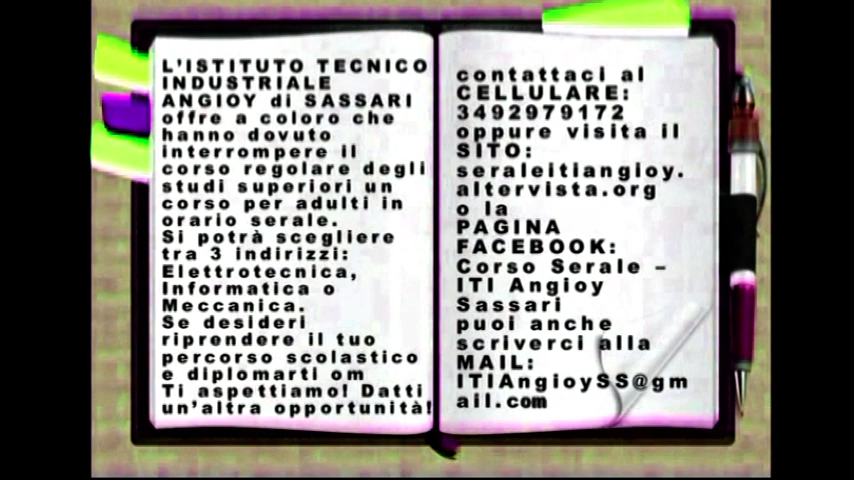 L'ISTITUTO TECNICO
INDUSTRIALE
ANGIOY di SASSARI
offre a coloro che
hanno dovuto
interrompere il
corso regolare degli
studi superiori un
corso per adulti in
orario serale.
Si potrà scegliere
tra 3 indirizzi:
Elettrotecnica,
Informatica o
Meccanica.
Se desideri
riprendere il tuo
percorso scolastico
e diplomarti om
Ti aspettiamo! Datti
un'altra opportunità!
contattaci al
CELLULARE:
3492979172
oppure visita il
SITO:
seraleitiangioy.
altervista.org
o la
PAGINA
FACEBOOK:
Corso Serale –
ITI Angioy
Sassari
puoi anche
scriverci alla
MAIL:
ITIAngioySS@gm
ail.com